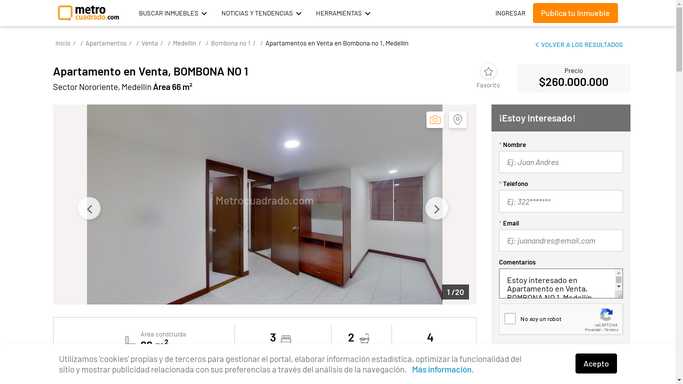 metro
cuadrado.com
BUSCAR INMUEBLES
NOTICIAS Y TENDENCIAS
HERRAMIENTAS
INGRESAR
Publica tu Inmueble
Inicio / Apartamentos / Venta / Medellín / Bombona no 1 / Apartamentos en Venta en Bombona no 1, Medellín
VOLVER A LOS RESULTADOS
Apartamento en Venta, BOMBONA NO 1
Sector Nororiente, Medellín Área 66 m²
Favorito
Precio
$260.000.000
Metrocuadrado.com
1 / 20
¡Estoy Interesado!
* Nombre
Ej: Juan Andres
* Telefono
Ej: 322*******
* Email
Ej: juanandres@email.com
Comentarios
Estoy interesado en
Apartamento en Venta,
BOMBONA NO 1, Medellín
No soy un robot
reCAPTCHA
Privacidad - Términos
Área construida
3
2
4
Utilizamos 'cookies' propias y de terceros para gestionar el portal, elaborar información estadística, optimizar la funcionalidad del
sitio y mostrar publicidad relacionada con sus preferencias a través del análisis de la navegación. Más información.
Acepto